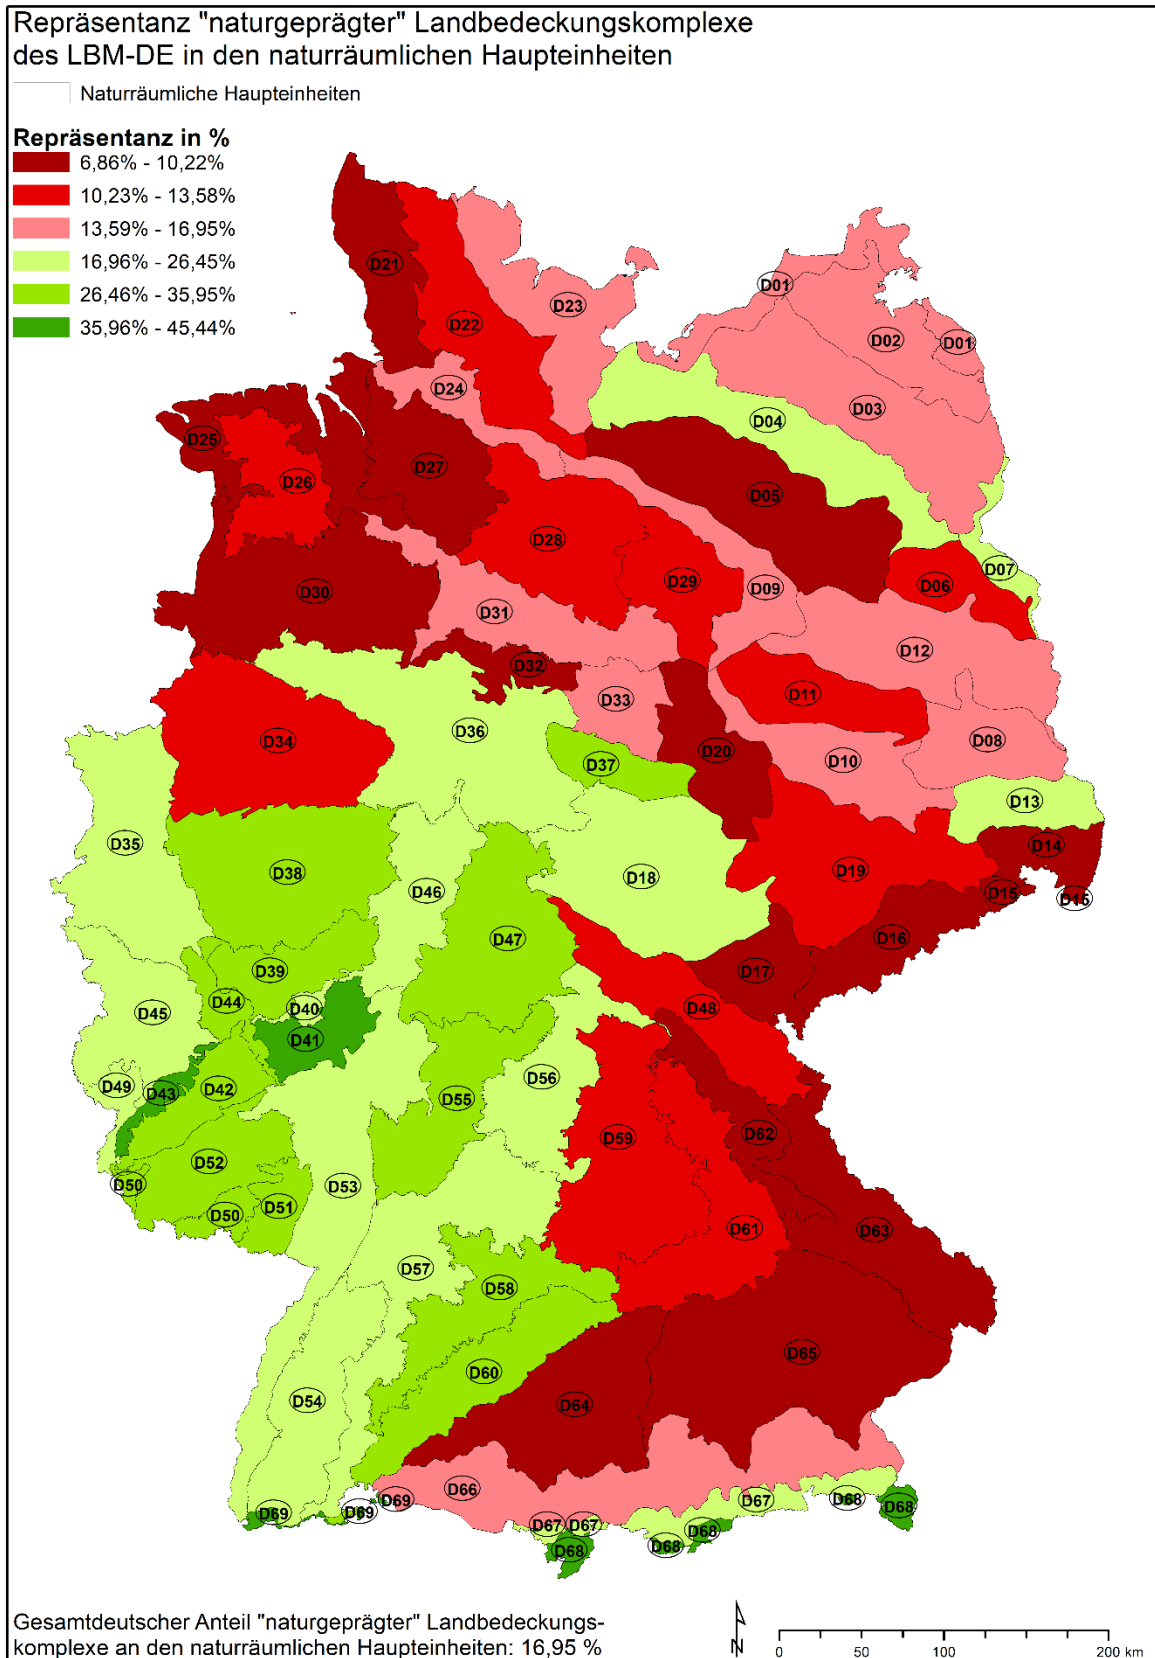 Repräsentanz "naturgeprägter" Landbedeckungskomplexe
des LBM-DE in den naturräumlichen Haupteinheiten
Naturräumliche Haupteinheiten
Repräsentanz in %
6,86% - 10,22%
10,23% - 13,58%
13,59% - 16,95%
16,96% - 26,45%
26,46% - 35,95%
35,96% - 45,44%
D21
D01
D23
D22
D02
D01
D24
D03
D04
D25
D27
D26
D05
D28
D07
D29
D06
D09
D30
D31
D12
D32
D11
D33
D36
D34
D08
D20
D10
D37
D13
D35
D14
D38
D19
D18
D46
D15
D15
D47
D16
D39
D17
D44
D40
D48
D45
D41
D56
D49
D42
D43
D55
D62
D59
D52
D50
D53
D51
D50
D61
D63
D57
D58
D65
D60
D54
D64
D66
D69
D67
D68
D68
D69
D69
D67
D67
D68
D68
D68
Gesamtdeutscher Anteil "naturgeprägter" Landbedeckungs-
komplexe an den naturräumlichen Haupteinheiten: 16,95 %
N
0 50 100 200 km